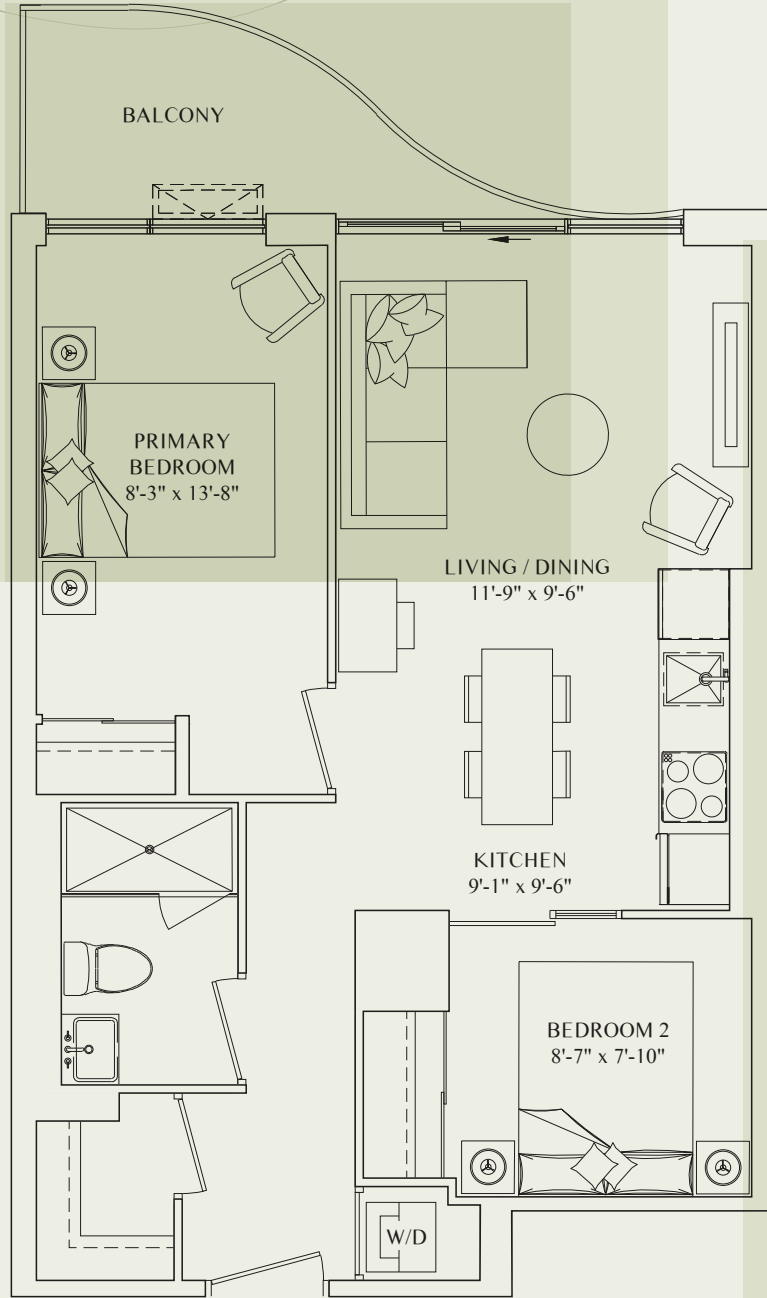 BALCONY
PRIMARY
BEDROOM
8'-3" x 13'-8"
LIVING / DINING
11'-9" x 9'-6"
KITCHEN
9'-1" x 9'-6"
BEDROOM 2
8'-7" x 7'-10"
W/D